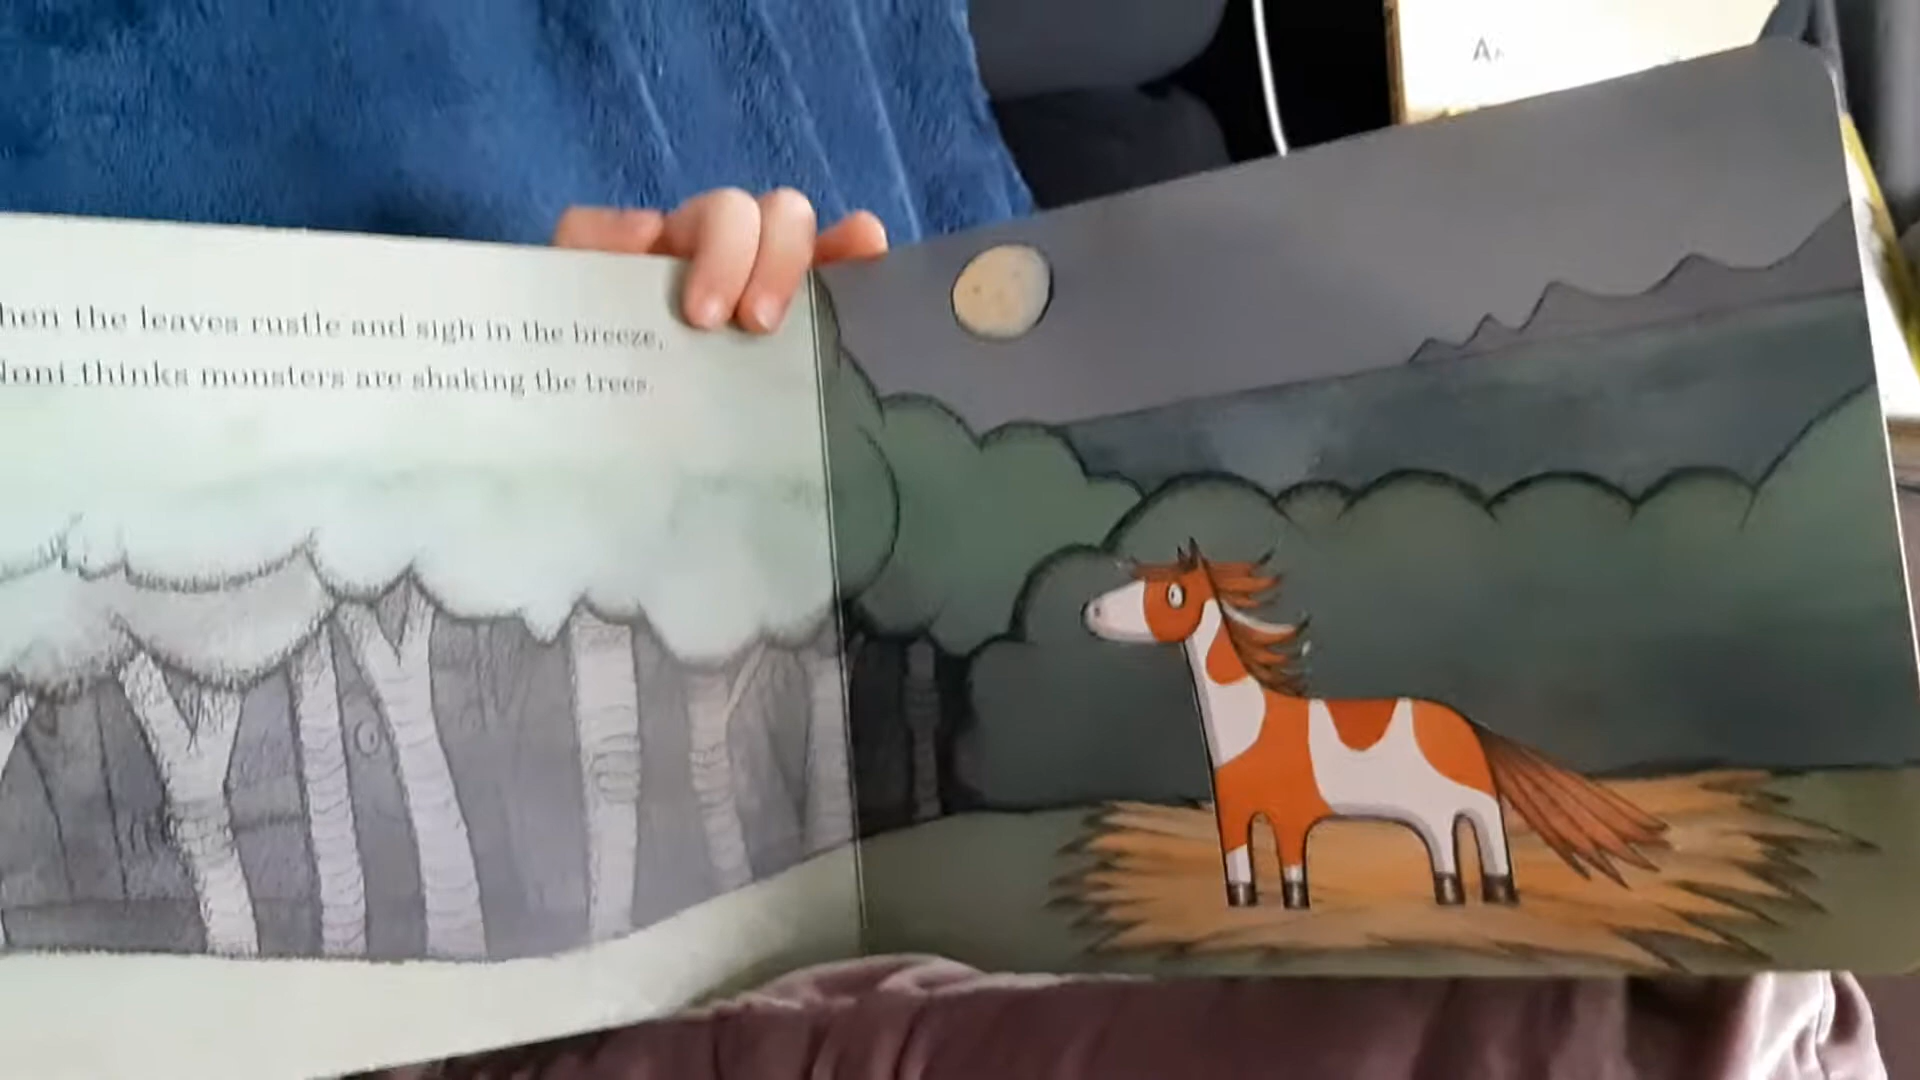 hen the leaves rustle and sigh in the breeze,
oni thinks monsters are shaking the trees.